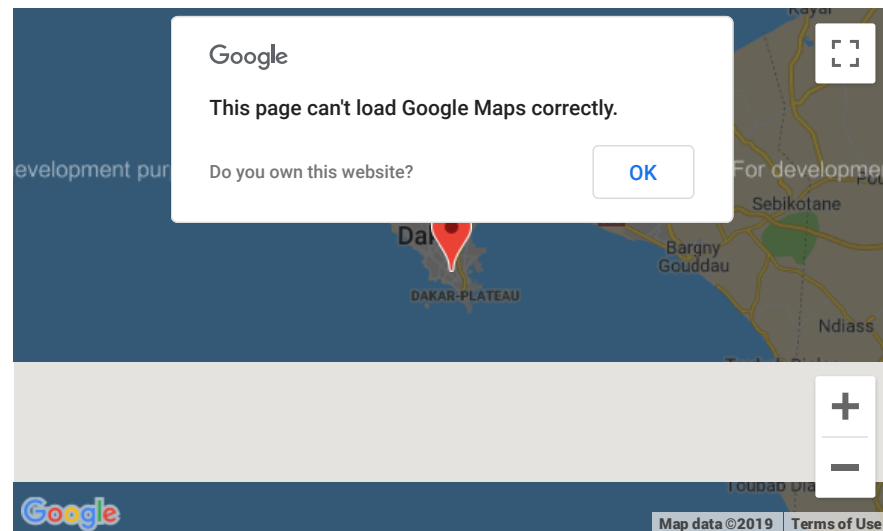 Kayar
Google
This page can't load Google Maps correctly.
Do you own this website?
OK
evelopment pur
For developme
Sebikotane
Bargny
Gouddau
DAKAR-PLATEAU
Ndiass
Google
Map data ©2019
Terms of Use